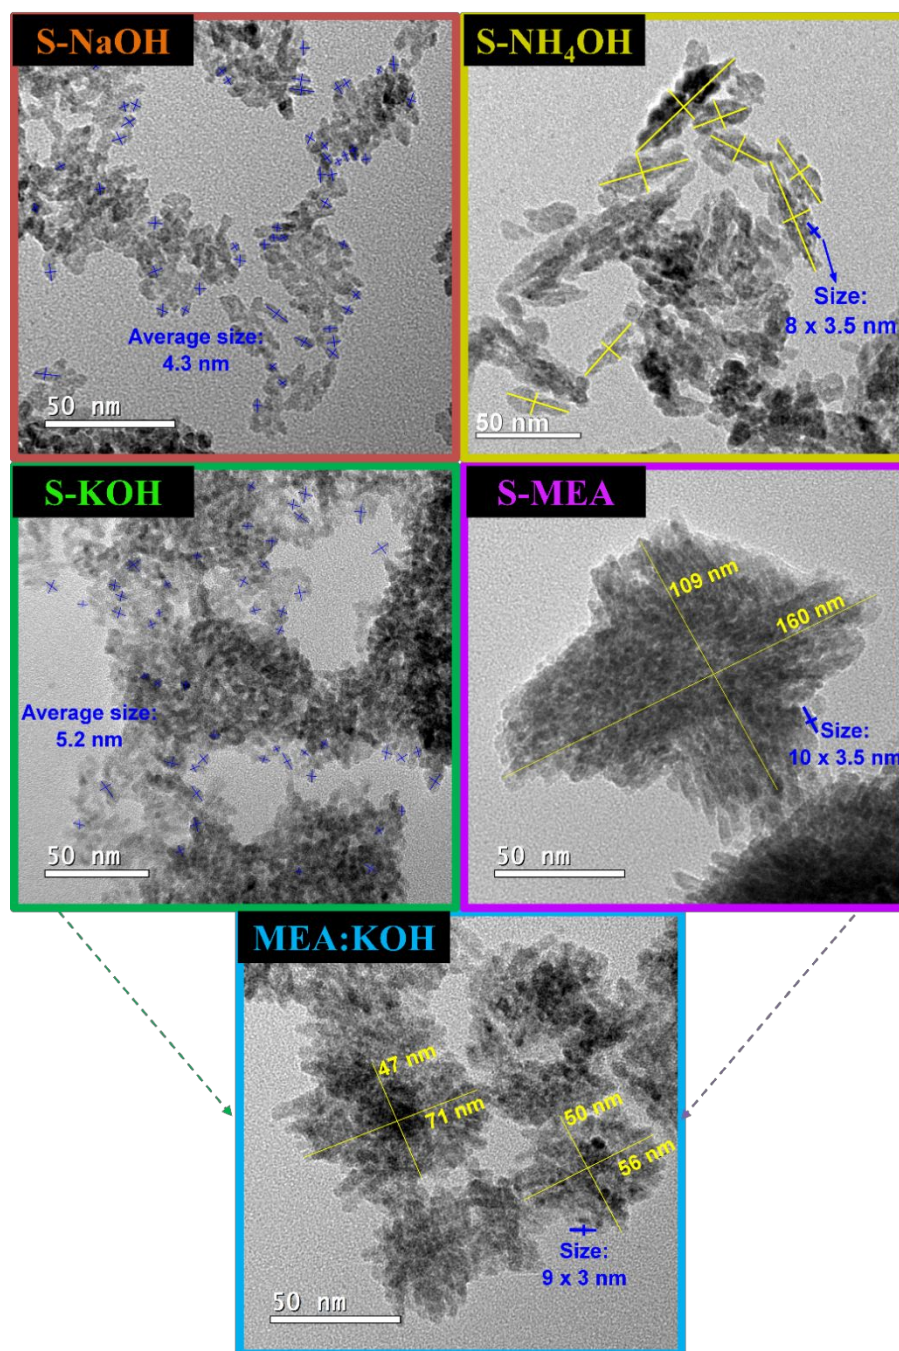 S-NaOH
Average size:
4.3 nm
50 nm
S-NH₄OH
Size:
8 x 3.5 nm
50 nm
S-KOH
Average size:
5.2 nm
50 nm
S-MEA
109 nm
160 nm
Size:
10 x 3.5 nm
50 nm
MEA:KOH
47 nm
71 nm
50 nm
56 nm
Size:
9 x 3 nm
50 nm